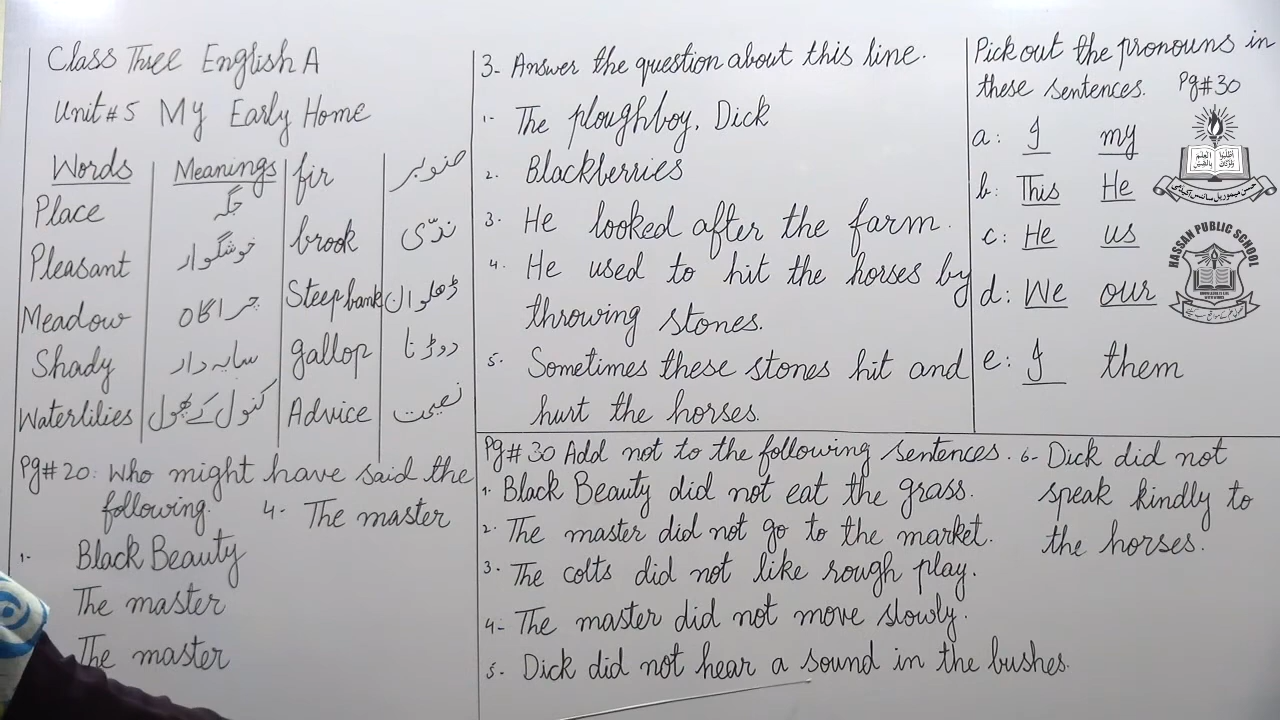 Class Three English A
Unit # 5 My Early Home
Words Meanings
Place جگہ
Pleasant خوشگوار
Meadow چراگاہ
Shady سایہ دار
Waterlilies کنول کے پھول
fir صنوبر
brook ندّی
Steep bank ڈھلوان
gallop دوڑنا
Advice نصیحت
Pg # 20: Who might have said the
following.
1- Black Beauty
The master
The master
4- The master
3- Answer the question about this line.
1- The ploughboy, Dick
2. Blackberries
3. He looked after the farm.
4. He used to hit the horses by
throwing stones.
5. Sometimes these stones hit and
hurt the horses.
Pick out the pronouns in
these sentences. Pg # 30
a: I my
b: This He
c: He us
d: We our
e: I them
Pg # 30 Add not to the following sentences.
1. Black Beauty did not eat the grass.
2. The master did not go to the market.
3. The colts did not like rough play.
4- The master did not move slowly.
5- Dick did not hear a sound in the bushes.
6- Dick did not
speak kindly to
the horses.
حسن میموریل سائنس اکیڈمی
HASSAN PUBLIC SCHOOL